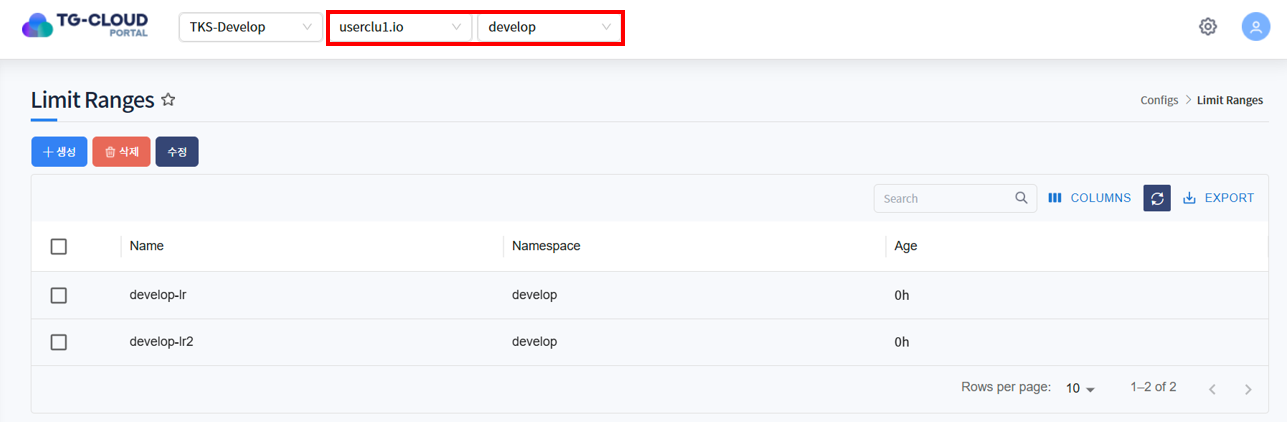 TG-CLOUD
PORTAL
TKS-Develop
userclu1.io
develop
Limit Ranges
Configs > Limit Ranges
+ 생성
삭제
수정
Search
COLUMNS
EXPORT
Name Namespace Age
develop-lr develop 0h
develop-lr2 develop 0h
Rows per page: 10 1–2 of 2